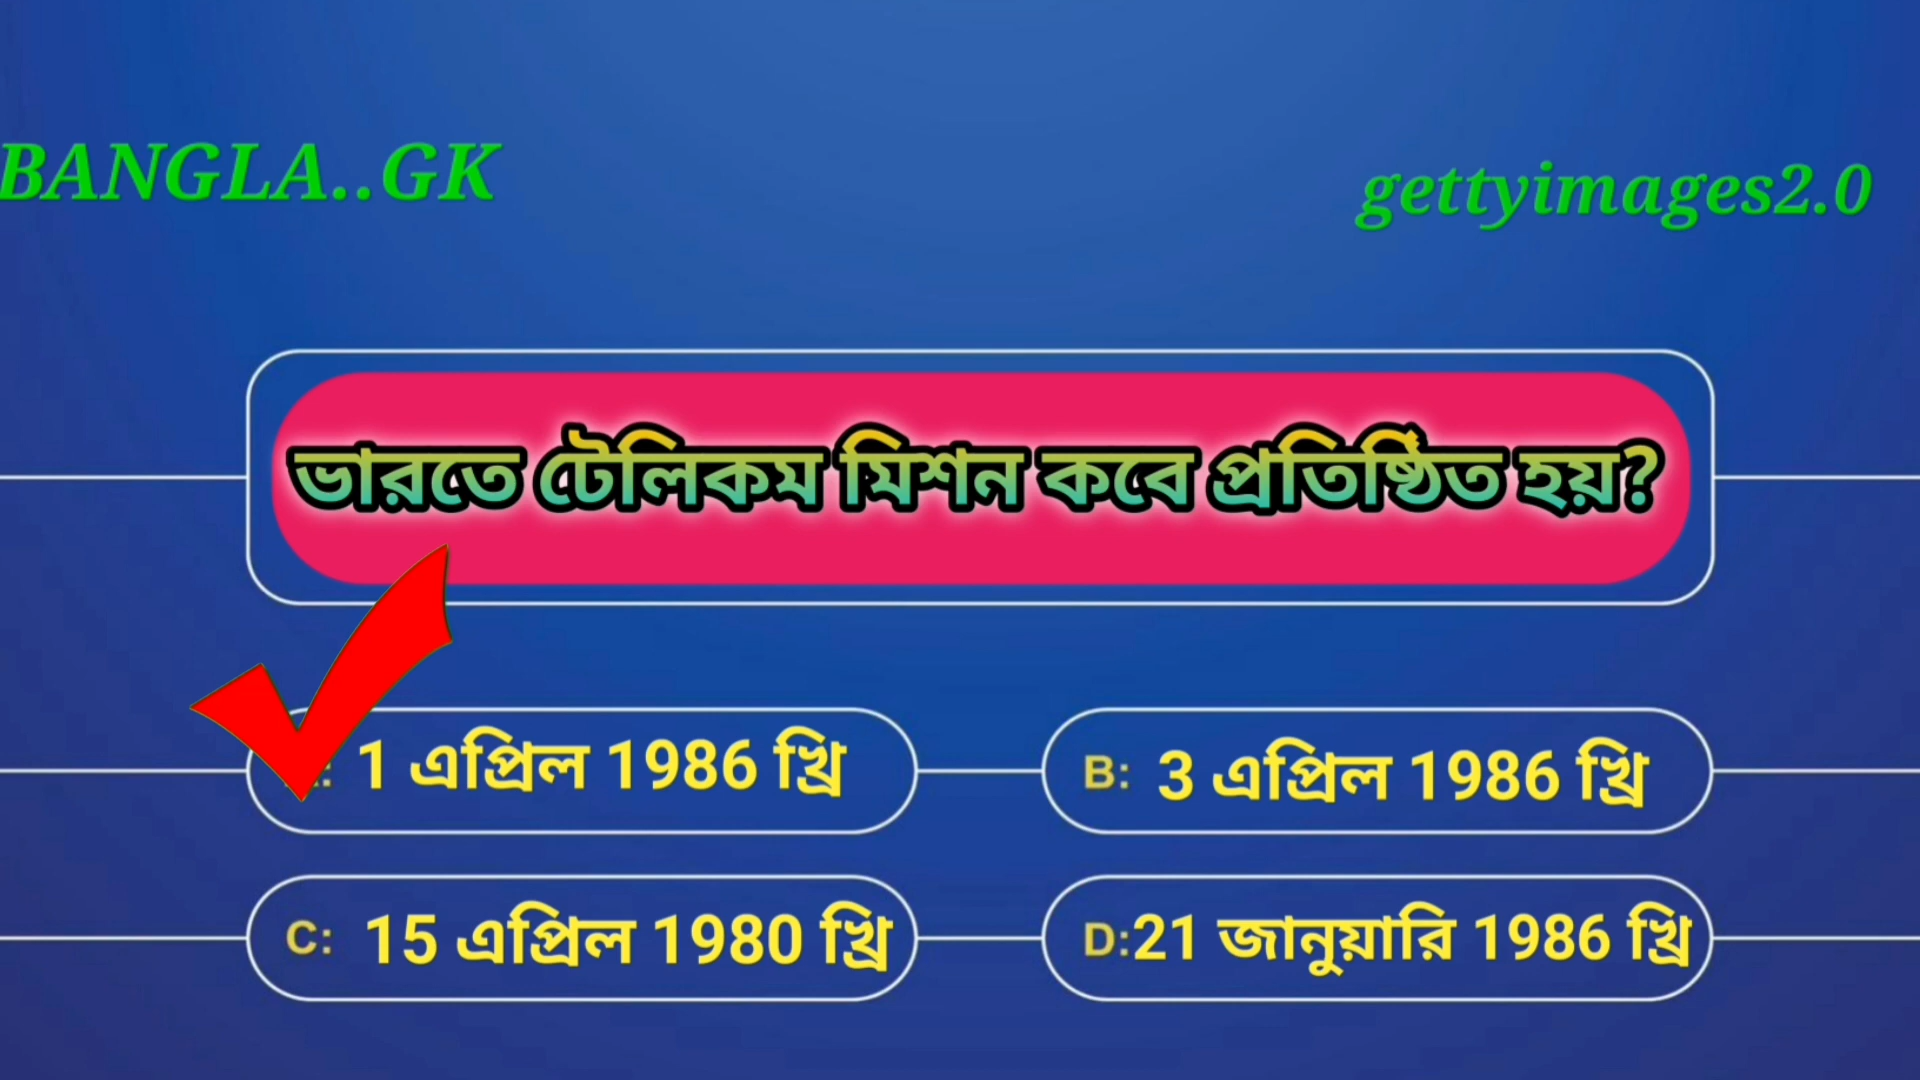 BANGLA..GK
gettyimages2.0
ভারতে টেলিকম মিশন কবে প্রতিষ্ঠিত হয়?
1 এপ্রিল 1986 খ্রি
B: 3 এপ্রিল 1986 খ্রি
C: 15 এপ্রিল 1980 খ্রি
D:21 জানুয়ারি 1986 খ্রি